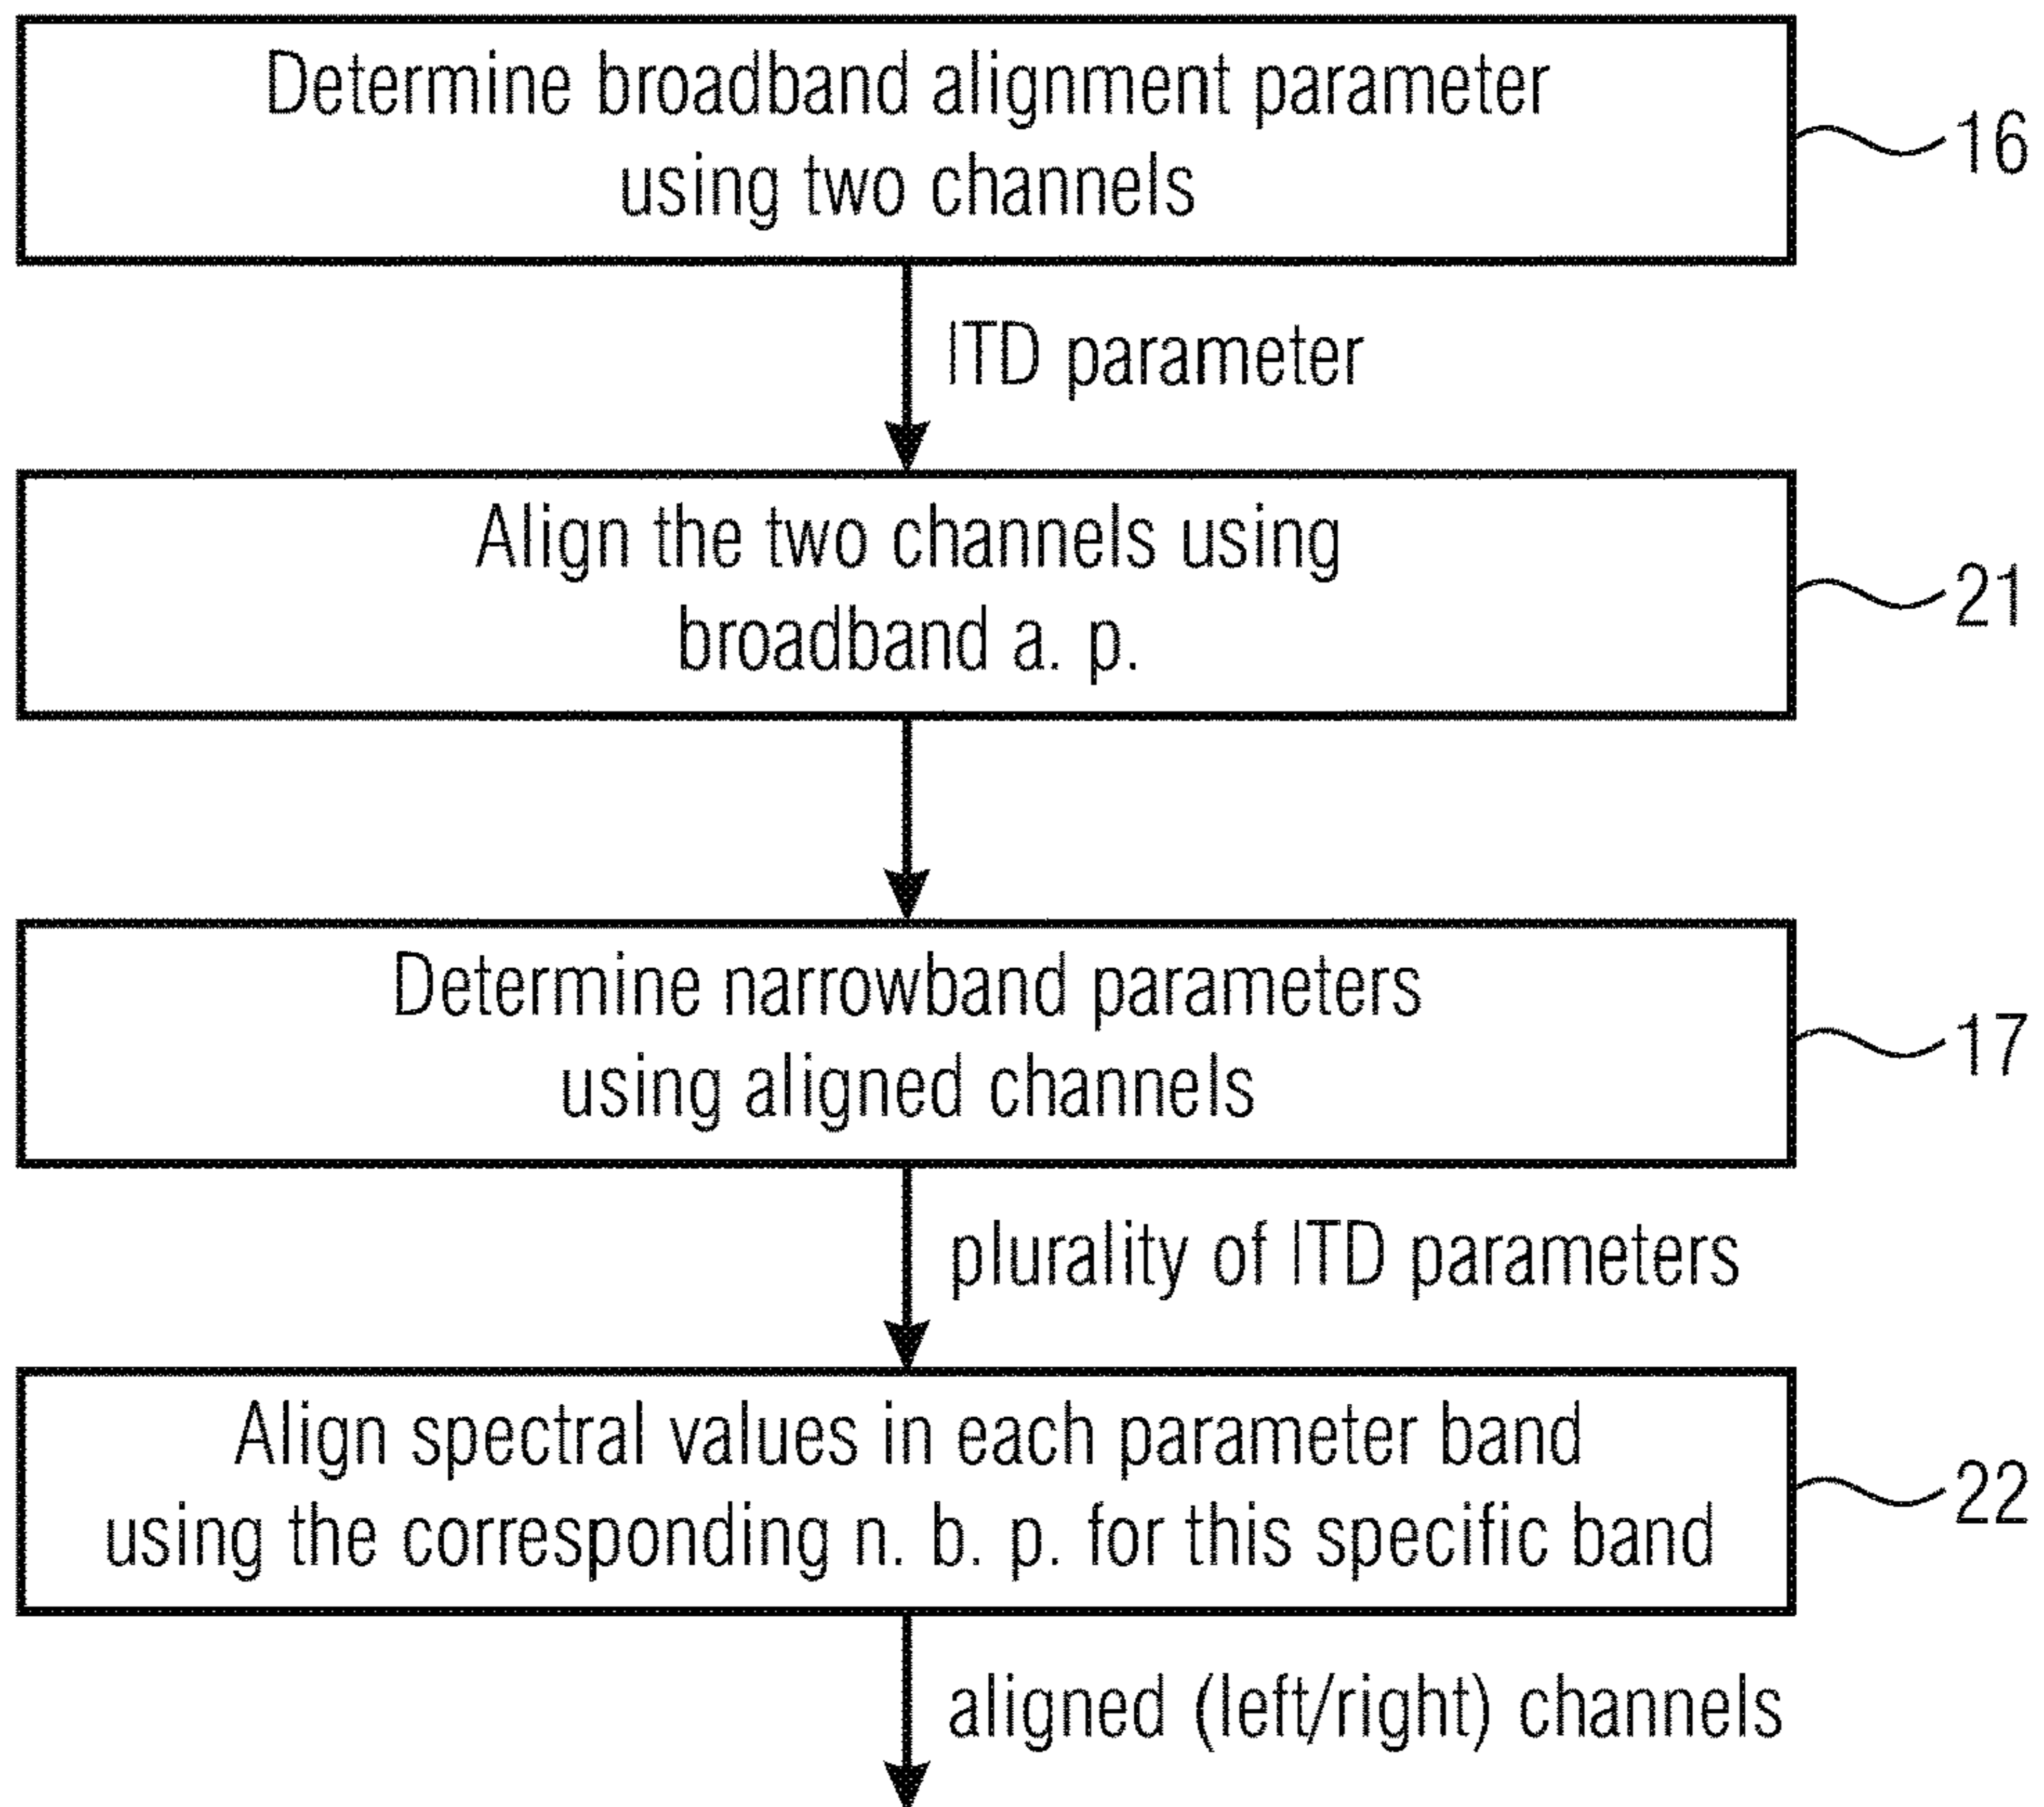 Determine broadband alignment parameter
using two channels
16
ITD parameter
Align the two channels using
broadband a. p.
21
Determine narrowband parameters
using aligned channels
17
plurality of ITD parameters
Align spectral values in each parameter band
using the corresponding n. b. p. for this specific band
22
aligned (left/right) channels